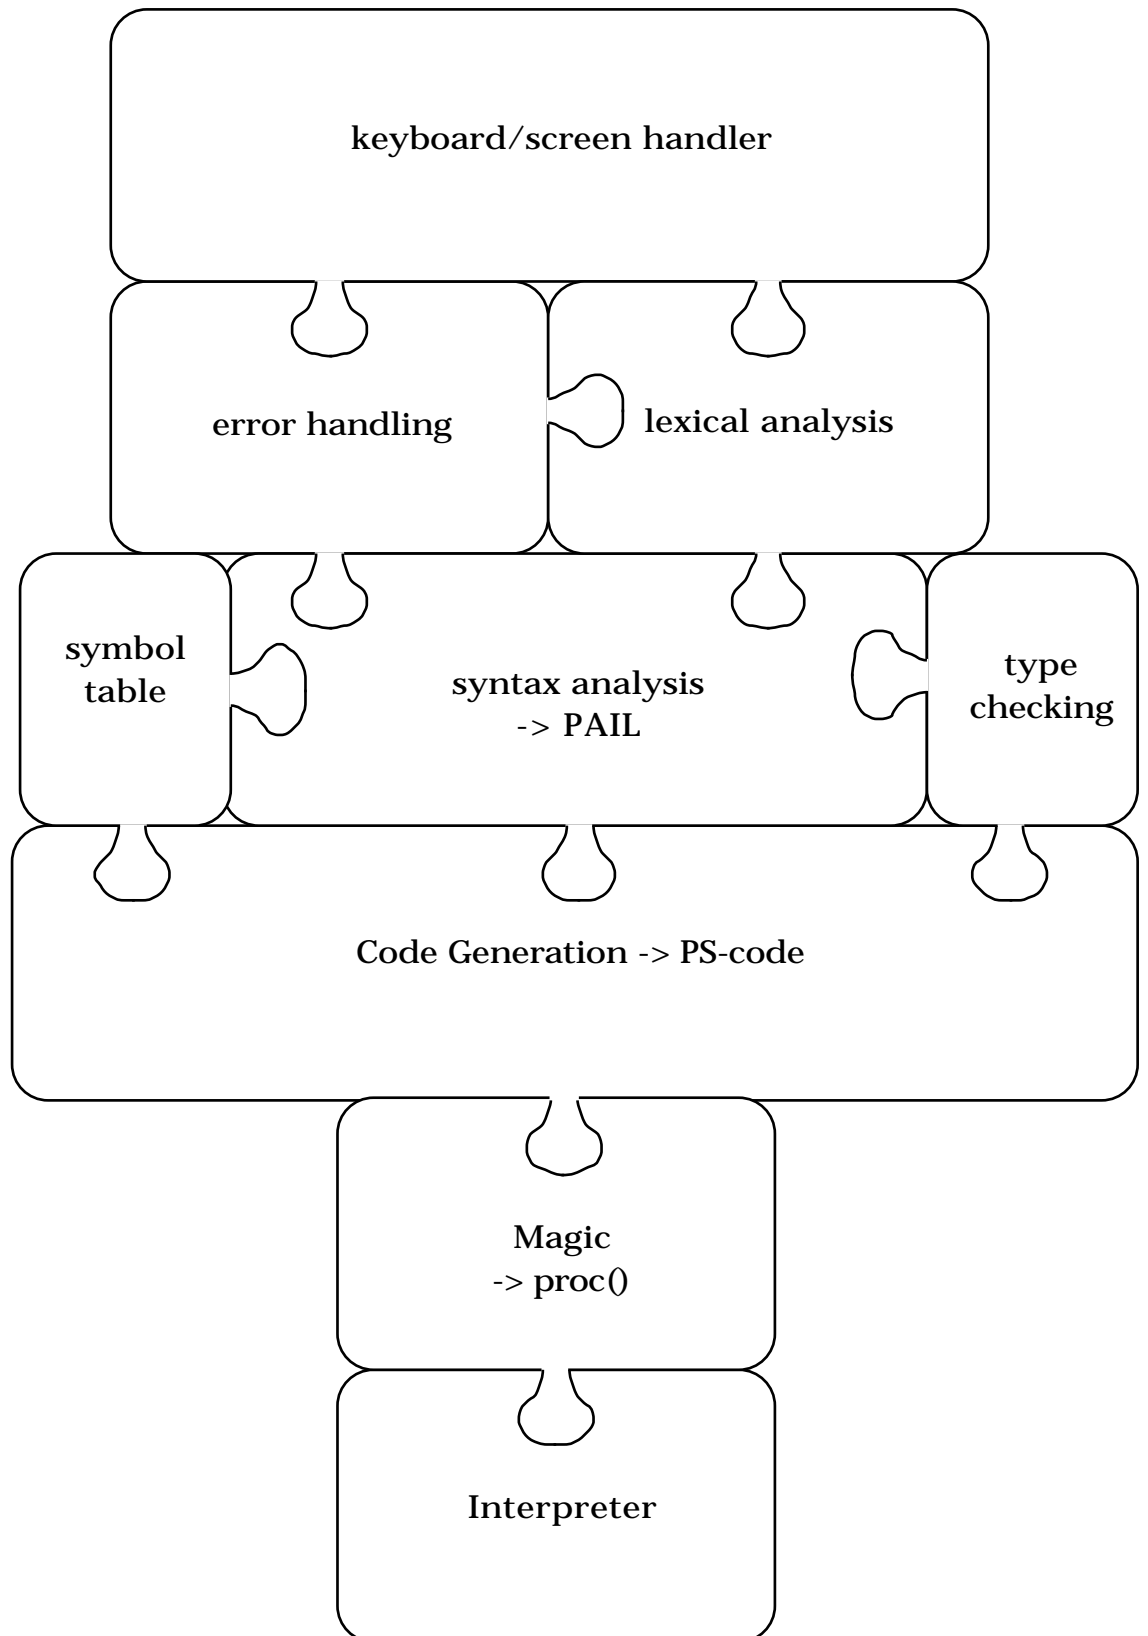 keyboard/screen handler
error handling
lexical analysis
symbol
table
syntax analysis
-> PAIL
type
checking
Code Generation -> PS-code
Magic
-> proc()
Interpreter